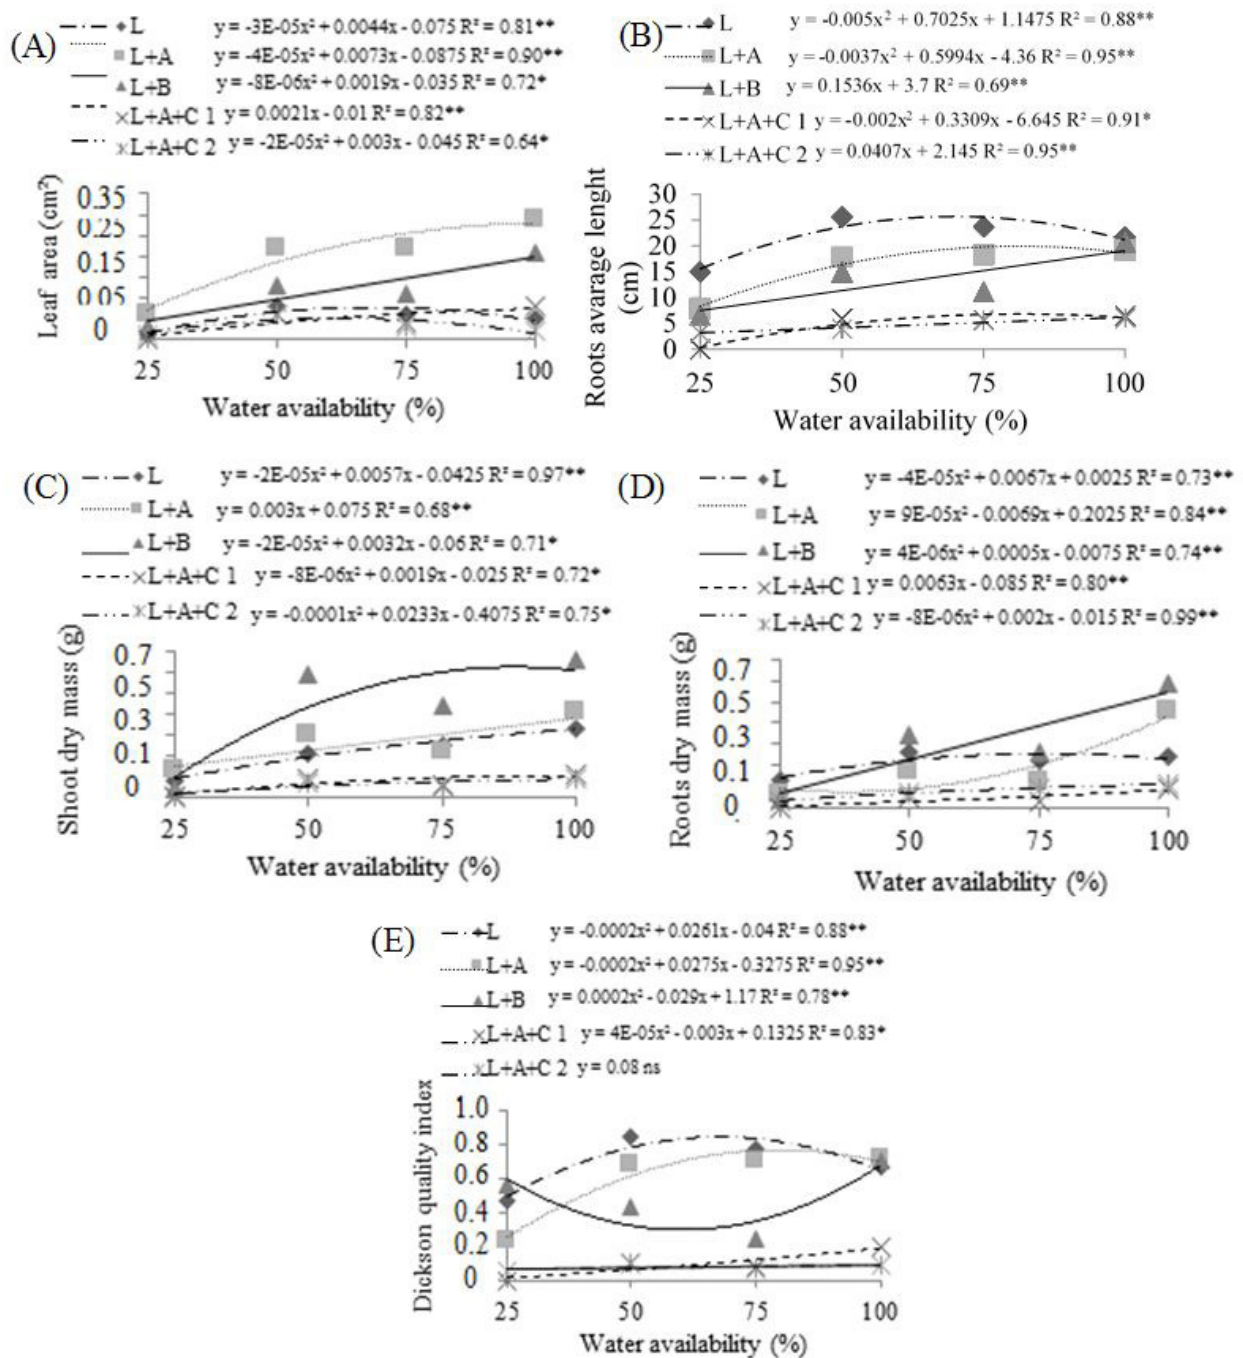 (A)
L y = -3E-05x² + 0.0044x - 0.075 R² = 0.81**
L+A y = -4E-05x² + 0.0073x - 0.0875 R² = 0.90**
L+B y = -8E-06x² + 0.0019x - 0.035 R² = 0.72*
L+A+C 1 y = 0.0021x - 0.01 R² = 0.82**
L+A+C 2 y = -2E-05x² + 0.003x - 0.045 R² = 0.64*
Leaf area (cm²)
0.35
0.25
0.15
0.05
0
25 50 75 100
Water availability (%)
(B)
L y = -0.005x² + 0.7025x + 1.1475 R² = 0.88**
L+A y = -0.0037x² + 0.5994x - 4.36 R² = 0.95**
L+B y = 0.1536x + 3.7 R² = 0.69**
L+A+C 1 y = -0.002x² + 0.3309x - 6.645 R² = 0.91*
L+A+C 2 y = 0.0407x + 2.145 R² = 0.95**
Roots avarage lenght
(cm)
30
25
20
15
10
5
0
25 50 75 100
Water availability (%)
(C)
L y = -2E-05x² + 0.0057x - 0.0425 R² = 0.97**
L+A y = 0.003x + 0.075 R² = 0.68**
L+B y = -2E-05x² + 0.0032x - 0.06 R² = 0.71*
L+A+C 1 y = -8E-06x² + 0.0019x - 0.025 R² = 0.72*
L+A+C 2 y = -0.0001x² + 0.0233x - 0.4075 R² = 0.75*
Shoot dry mass (g)
0.7
0.5
0.3
0.1
0
25 50 75 100
Water availability (%)
(D)
L y = -4E-05x² + 0.0067x + 0.0025 R² = 0.73**
L+A y = 9E-05x² - 0.0069x + 0.2025 R² = 0.84**
L+B y = 4E-06x² + 0.0005x - 0.0075 R² = 0.74**
L+A+C 1 y = 0.0063x - 0.085 R² = 0.80**
L+A+C 2 y = -8E-06x² + 0.002x - 0.015 R² = 0.99**
Roots dry mass (g)
0.7
0.5
0.3
0.1
0
25 50 75 100
Water availability (%)
(E)
L y = -0.0002x² + 0.0261x - 0.04 R² = 0.88**
L+A y = -0.0002x² + 0.0275x - 0.3275 R² = 0.95**
L+B y = 0.0002x² - 0.029x + 1.17 R² = 0.78**
L+A+C 1 y = 4E-05x² - 0.003x + 0.1325 R² = 0.83*
L+A+C 2 y = 0.08 ns
Dickson quality index
1.0
0.8
0.6
0.4
0.2
0
25 50 75 100
Water availability (%)